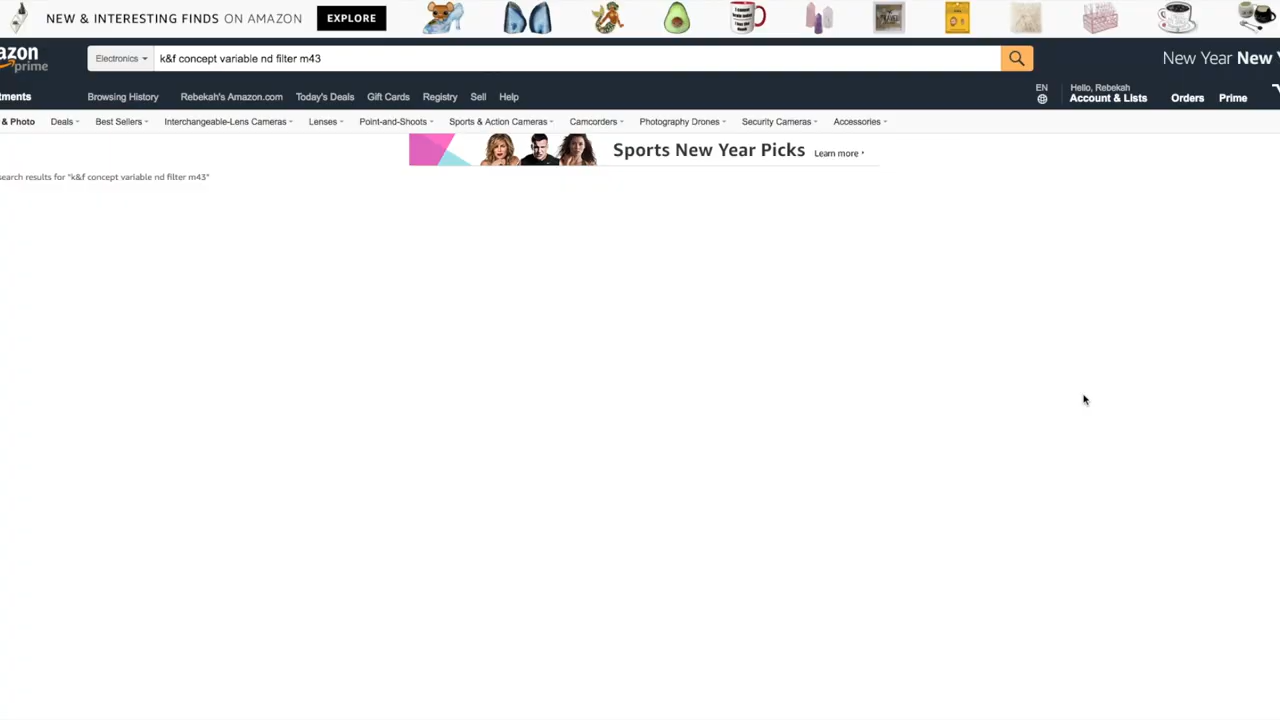 NEW & INTERESTING FINDS ON AMAZON EXPLORE
azon
prime
Electronics
k&f concept variable nd filter m43
New Year New Y
tments
Browsing History Rebekah's Amazon.com Today's Deals Gift Cards Registry Sell Help
EN
Hello, Rebekah
Account & Lists Orders Prime
& Photo Deals Best Sellers Interchangeable-Lens Cameras Lenses Point-and-Shoots Sports & Action Cameras Camcorders Photography Drones Security Cameras Accessories
Sports New Year Picks Learn more
search results for "k&f concept variable nd filter m43"